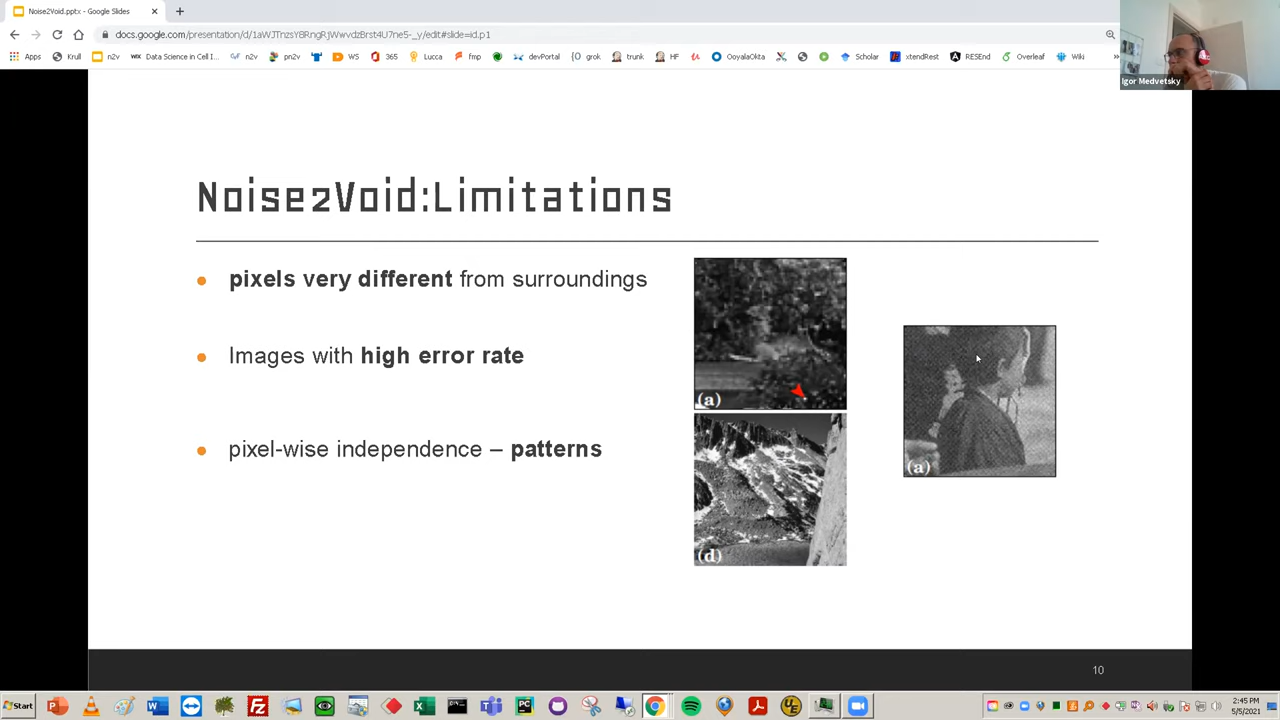 Noise2Void.pptx - Google Slides
docs.google.com/presentation/d/1aWJTnzsYBRngRjWwvdzBrst4U7ne5-_y/edit#slide=id.p1
Apps Krull n2v Data Science in Cell I... n2v pn2v WS 365 Lucca fmp devPortal grok trunk HF OoyalaOkta Scholar xtendRest RESEnd Overleaf Wiki »
Igor Medvetsky
Noise2Void:Limitations
pixels very different from surroundings
Images with high error rate
pixel-wise independence – patterns
(a)
(d)
(a)
10
Start
2:45 PM
5/5/2021